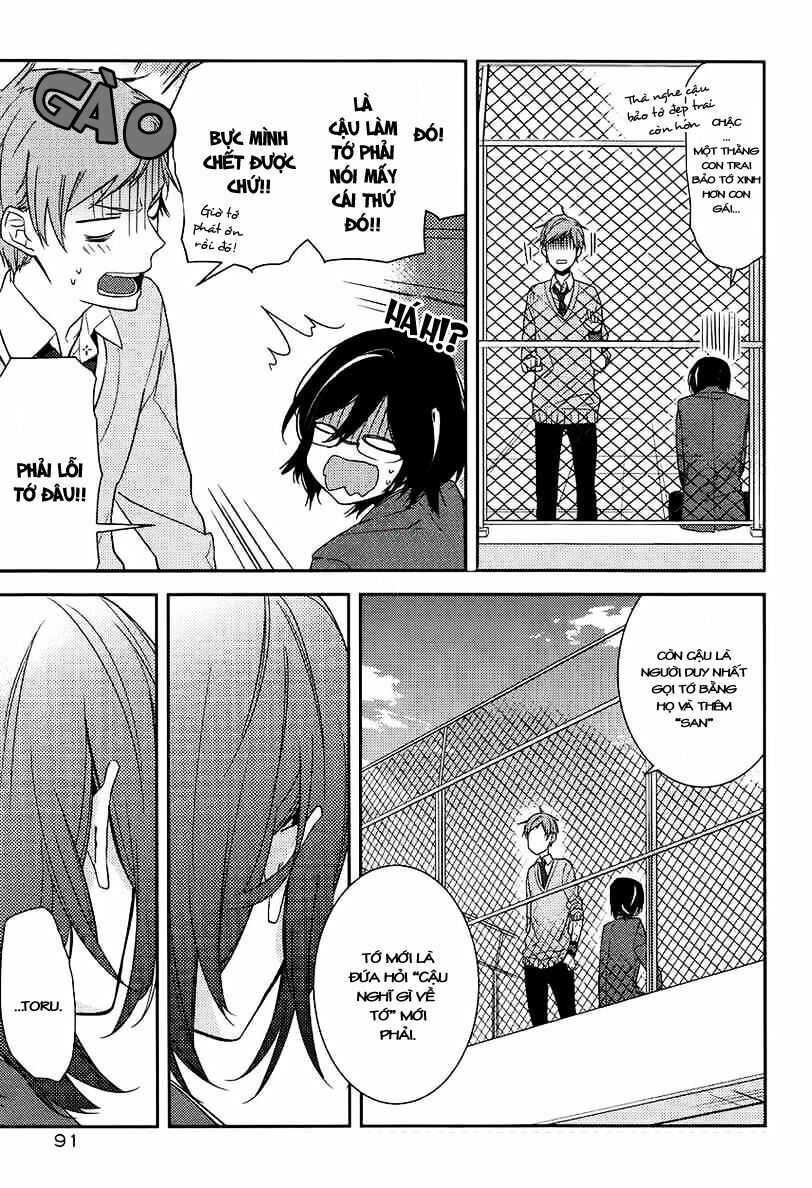 CHẬC
...
MỘT THẰNG
CON TRAI
BẢO TỚ XINH
HƠN CON
GÁI...
Thà nghe cậu
bảo tớ đẹp trai
còn hơn
ĐÓ!
LÀ
CẬU LÀM
TỚ PHẢI
NÓI MẤY
CÁI THỨ
ĐÓ!!
BỰC MÌNH
CHẾT ĐƯỢC
CHỨ!!
Giờ tớ
phát ớn
rồi đó!
GÀO
HÁ H!?
PHẢI LỖI
TỚ ĐÂU!!
CÒN CẬU LÀ
NGƯỜI DUY NHẤT
GỌI TỚ BẰNG
HỌ VÀ THÊM
“SAN”
TỚ MỚI LÀ
ĐỨA HỎI “CẬU
NGHĨ GÌ VỀ
TỚ” MỚI
PHẢI.
...TORU.
91